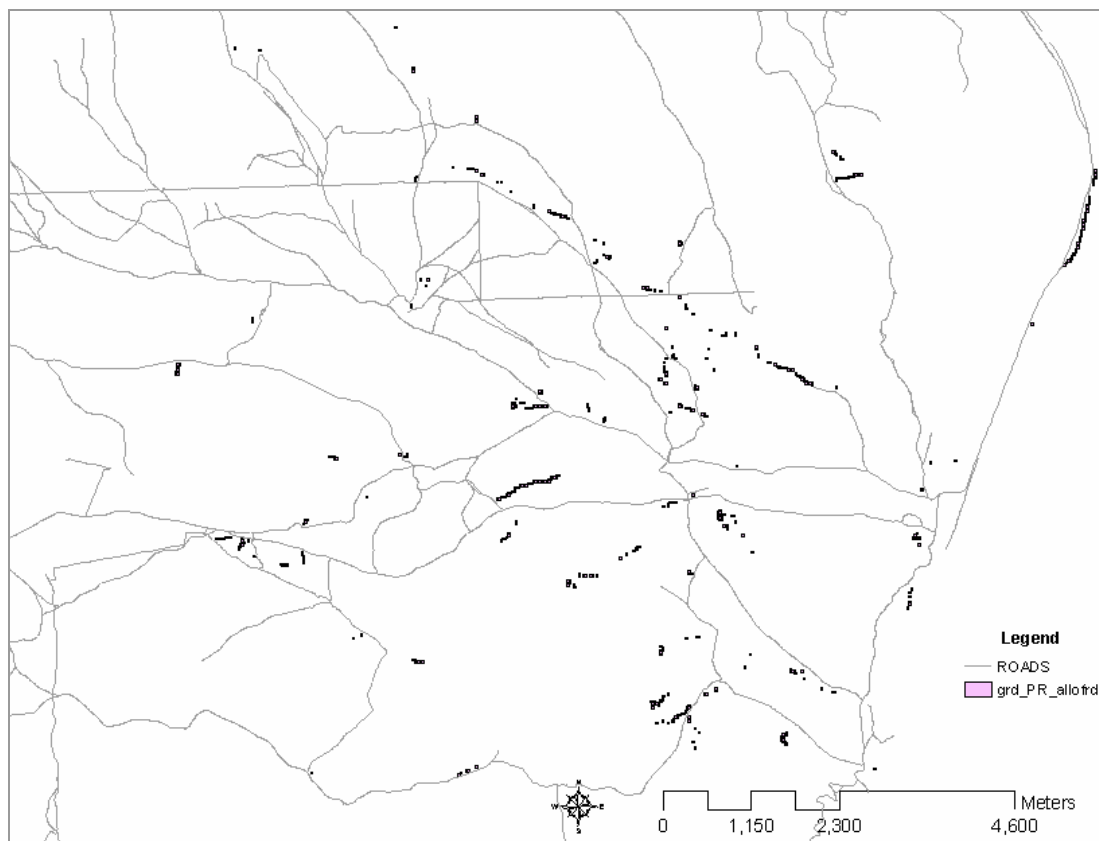 Legend
ROADS
grd_PR_allofrd
N
W E
S
Meters
0 1,150 2,300 4,600